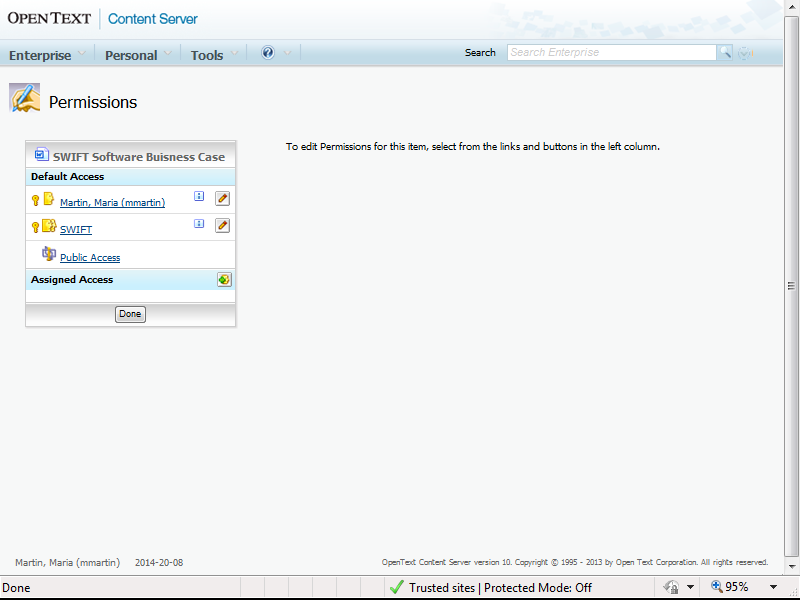 OPEN TEXT | Content Server
Enterprise Personal Tools Search Search Enterprise
Permissions
SWIFT Software Buisness Case
To edit Permissions for this item, select from the links and buttons in the left column.
Default Access
Martin, Maria (mmartin)
SWIFT
Public Access
Assigned Access
Done
Martin, Maria (mmartin) 2014-20-08 OpenText Content Server version 10. Copyright © 1995 - 2013 by Open Text Corporation. All rights reserved.
Done Trusted sites | Protected Mode: Off 95%